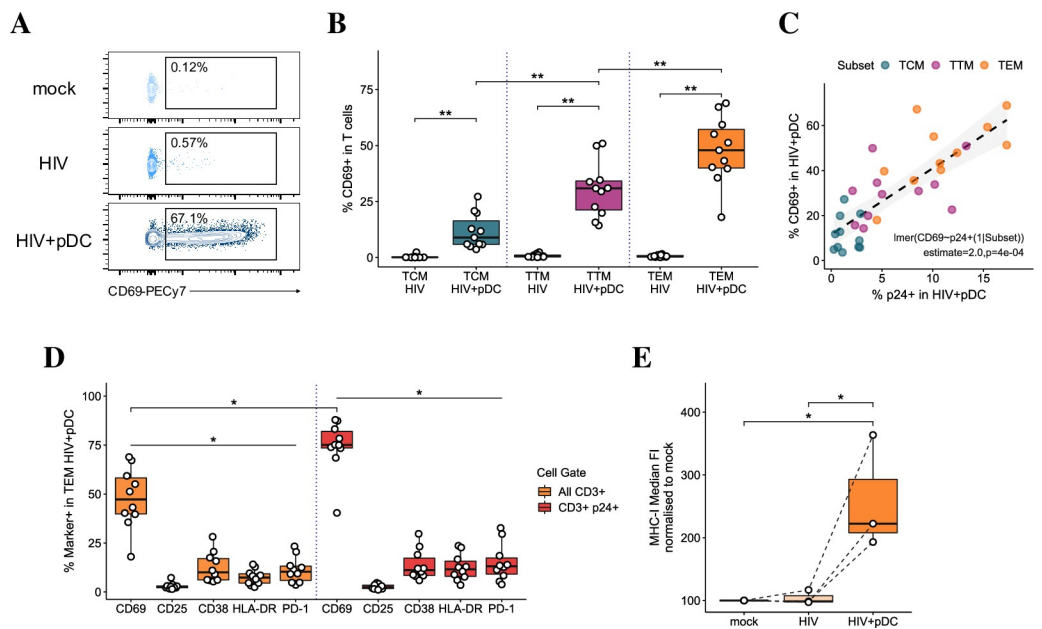 A
mock
0.12%
HIV
0.57%
HIV+pDC
67.1%
CD69-PECy7
B
% CD69+ in T cells
75
50
25
0
**
**
**
**
**
TCM
HIV
TCM
HIV+pDC
TTM
HIV
TTM
HIV+pDC
TEM
HIV
TEM
HIV+pDC
C
Subset TCM TTM TEM
% CD69+ in HIV+pDC
60
40
20
0
lmer(CD69~p24+(1|Subset))
estimate=2.0,p=4e-04
0 5 10 15
% p24+ in HIV+pDC
D
% Marker+ in TEM HIV+pDC
100
75
50
25
0
*
*
*
CD69 CD25 CD38 HLA-DR PD-1 CD69 CD25 CD38 HLA-DR PD-1
Cell Gate
All CD3+
CD3+ p24+
E
MHC-I Median FI
normalised to mock
400
300
200
100
*
*
mock HIV HIV+pDC